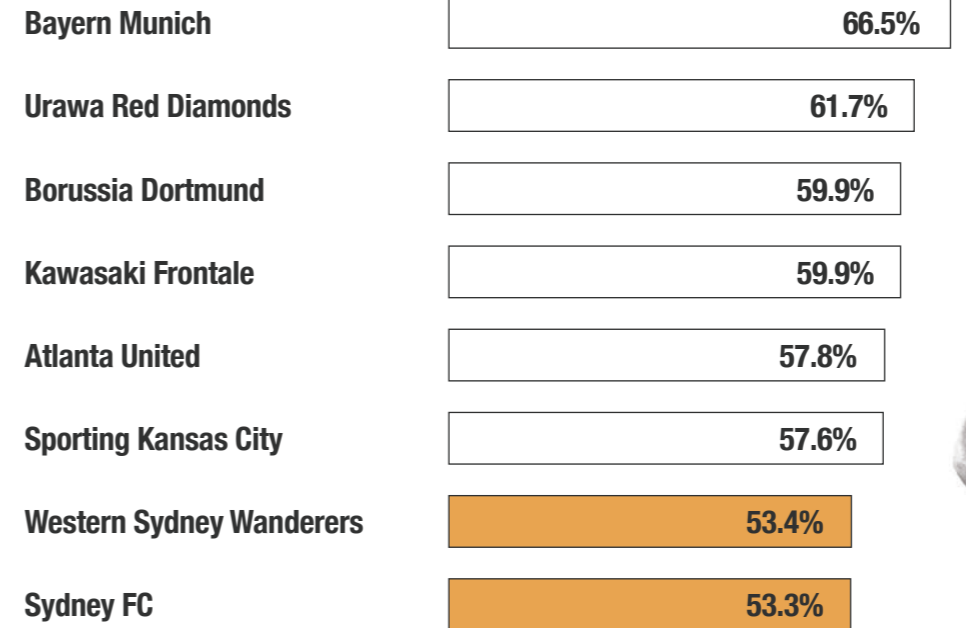 Bayern Munich 66.5%
Urawa Red Diamonds 61.7%
Borussia Dortmund 59.9%
Kawasaki Frontale 59.9%
Atlanta United 57.8%
Sporting Kansas City 57.6%
Western Sydney Wanderers 53.4%
Sydney FC 53.3%